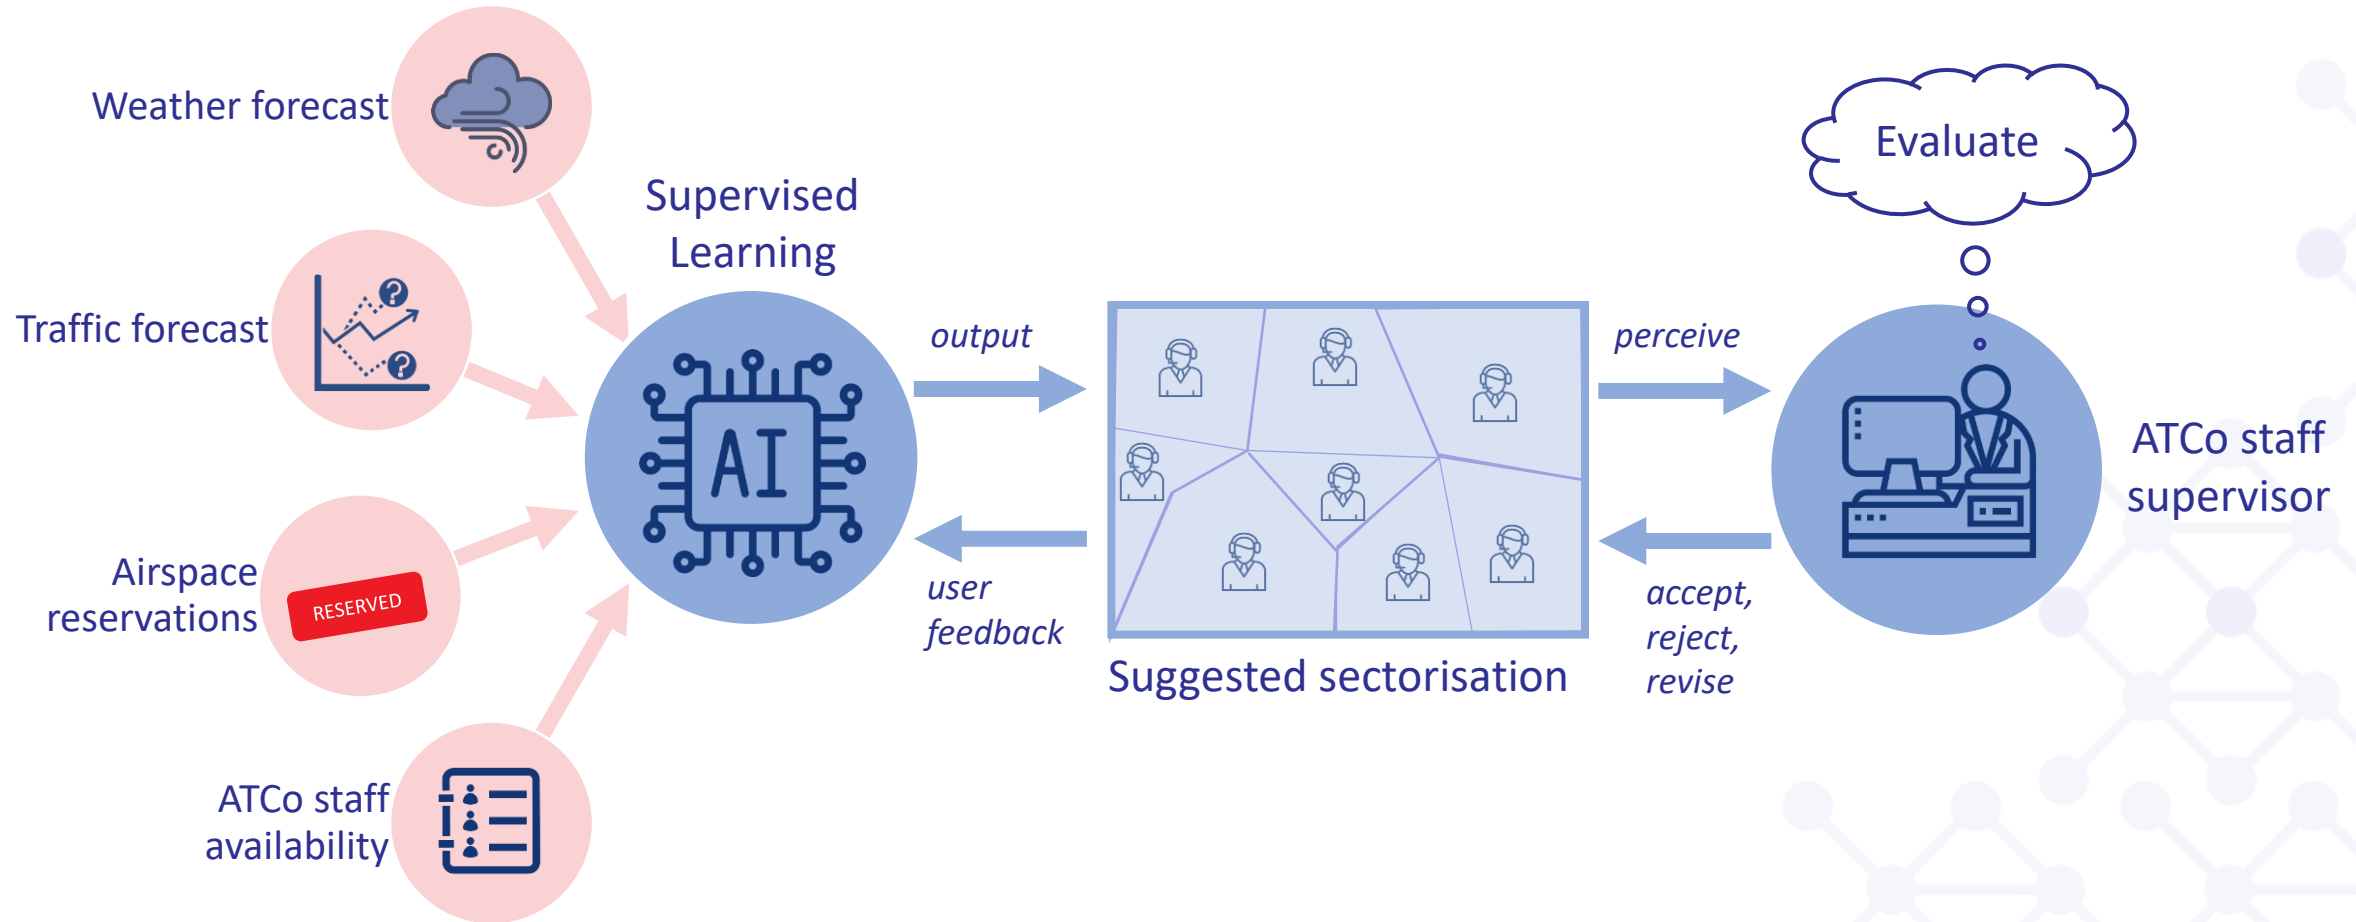 Weather forecast
Traffic forecast
Airspace
reservations
RESERVED
ATCo staff
availability
Supervised
Learning
AI
output
user
feedback
Suggested sectorisation
perceive
accept,
reject,
revise
Evaluate
ATCo staff
supervisor